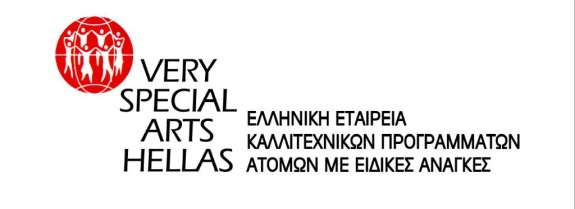 VERY
SPECIAL
ARTS
HELLAS
ΕΛΛΗΝΙΚΗ ΕΤΑΙΡΕΙΑ
ΚΑΛΛΙΤΕΧΝΙΚΩΝ ΠΡΟΓΡΑΜΜΑΤΩΝ
ΑΤΟΜΩΝ ΜΕ ΕΙΔΙΚΕΣ ΑΝΑΓΚΕΣ